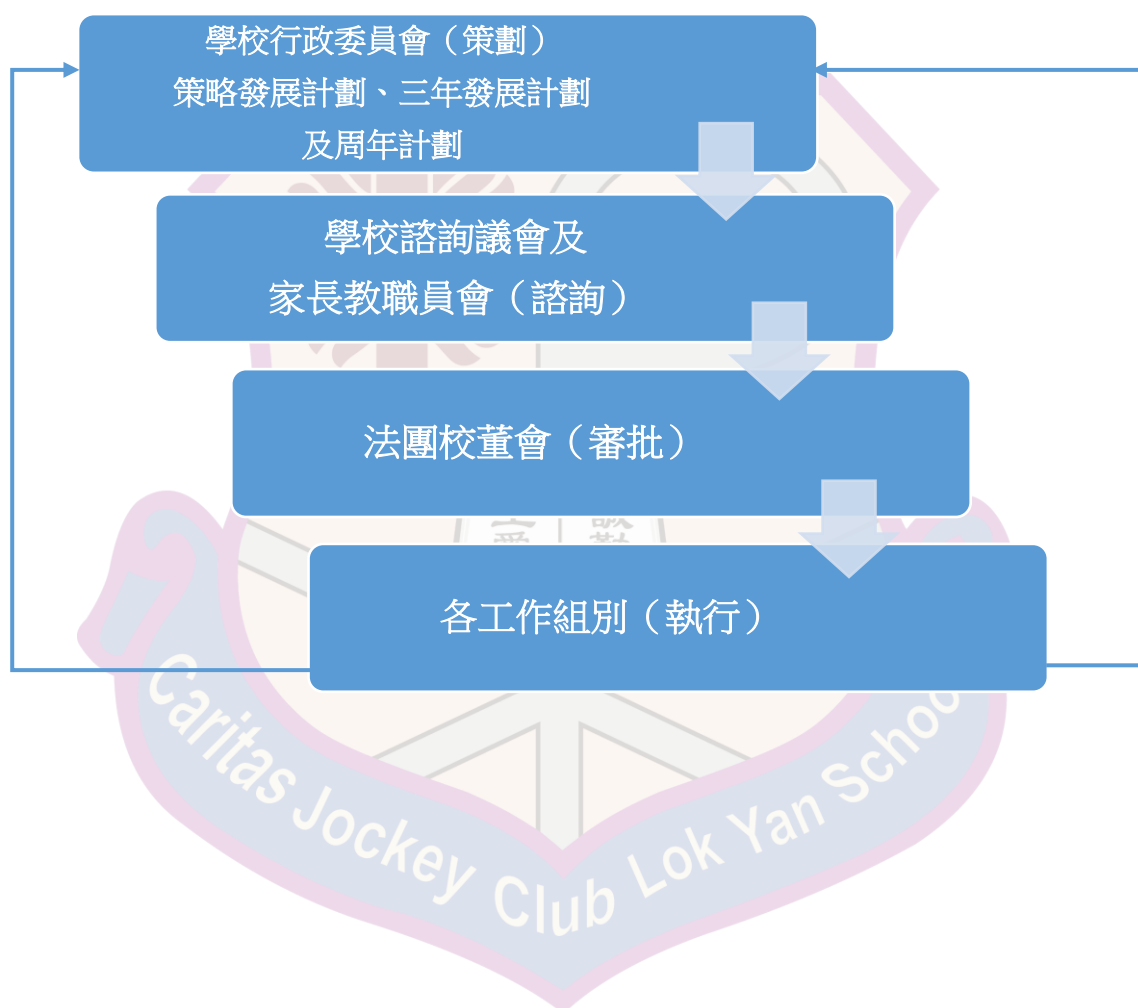 學校行政委員會（策劃）
策略發展計劃、三年發展計劃
及周年計劃
學校諮詢議會及
家長教職員會（諮詢）
法團校董會（審批）
各工作組別（執行）
Caritas Jockey Club Lok Yan School